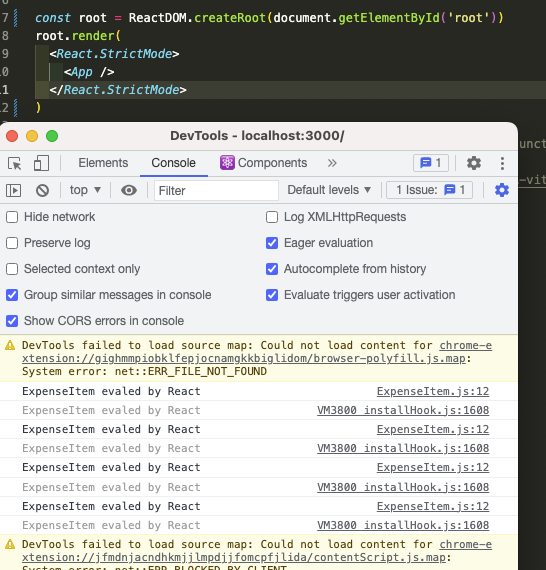 7 const root = ReactDOM.createRoot(document.getElementById('root'))
8 root.render(
9 <React.StrictMode>
10 <App />
11 </React.StrictMode>
12 )
unct
-vit
DevTools - localhost:3000/
Elements Console Components » 1
top ▼ Filter Default levels ▼ 1 Issue: 1
Hide network Log XMLHttpRequests
Preserve log Eager evaluation
Selected context only Autocomplete from history
Group similar messages in console Evaluate triggers user activation
Show CORS errors in console
DevTools failed to load source map: Could not load content for chrome-e
xtension://gighmmpiobklfepjocnamgkkbiglidom/browser-polyfill.js.map:
System error: net::ERR_FILE_NOT_FOUND
ExpenseItem evaled by React ExpenseItem.js:12
ExpenseItem evaled by React VM3800 installHook.js:1608
ExpenseItem evaled by React ExpenseItem.js:12
ExpenseItem evaled by React VM3800 installHook.js:1608
ExpenseItem evaled by React ExpenseItem.js:12
ExpenseItem evaled by React VM3800 installHook.js:1608
ExpenseItem evaled by React ExpenseItem.js:12
ExpenseItem evaled by React VM3800 installHook.js:1608
DevTools failed to load source map: Could not load content for chrome-e
xtension://jfmdnjacndhkmjjlmpdjjfomcpfjlida/contentScript.js.map:
System error: net::ERR_BLOCKED_BY_CLIENT